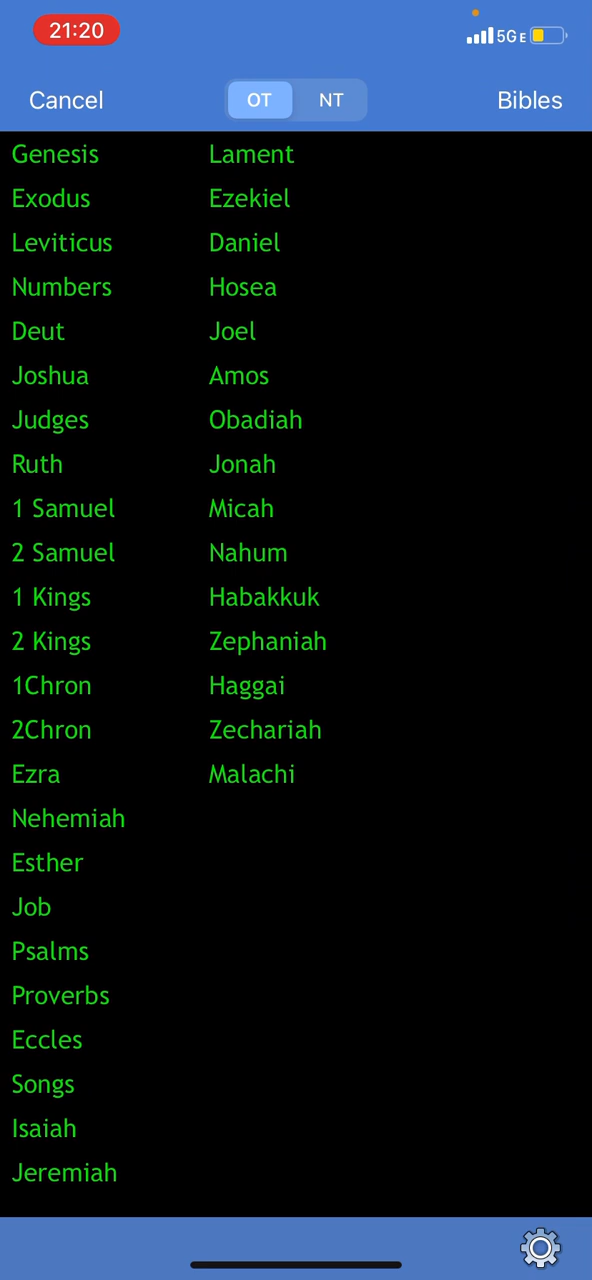 21:20
5G E
Cancel
OT
NT
Bibles
Genesis
Exodus
Leviticus
Numbers
Deut
Joshua
Judges
Ruth
1 Samuel
2 Samuel
1 Kings
2 Kings
1Chron
2Chron
Ezra
Nehemiah
Esther
Job
Psalms
Proverbs
Eccles
Songs
Isaiah
Jeremiah
Lament
Ezekiel
Daniel
Hosea
Joel
Amos
Obadiah
Jonah
Micah
Nahum
Habakkuk
Zephaniah
Haggai
Zechariah
Malachi